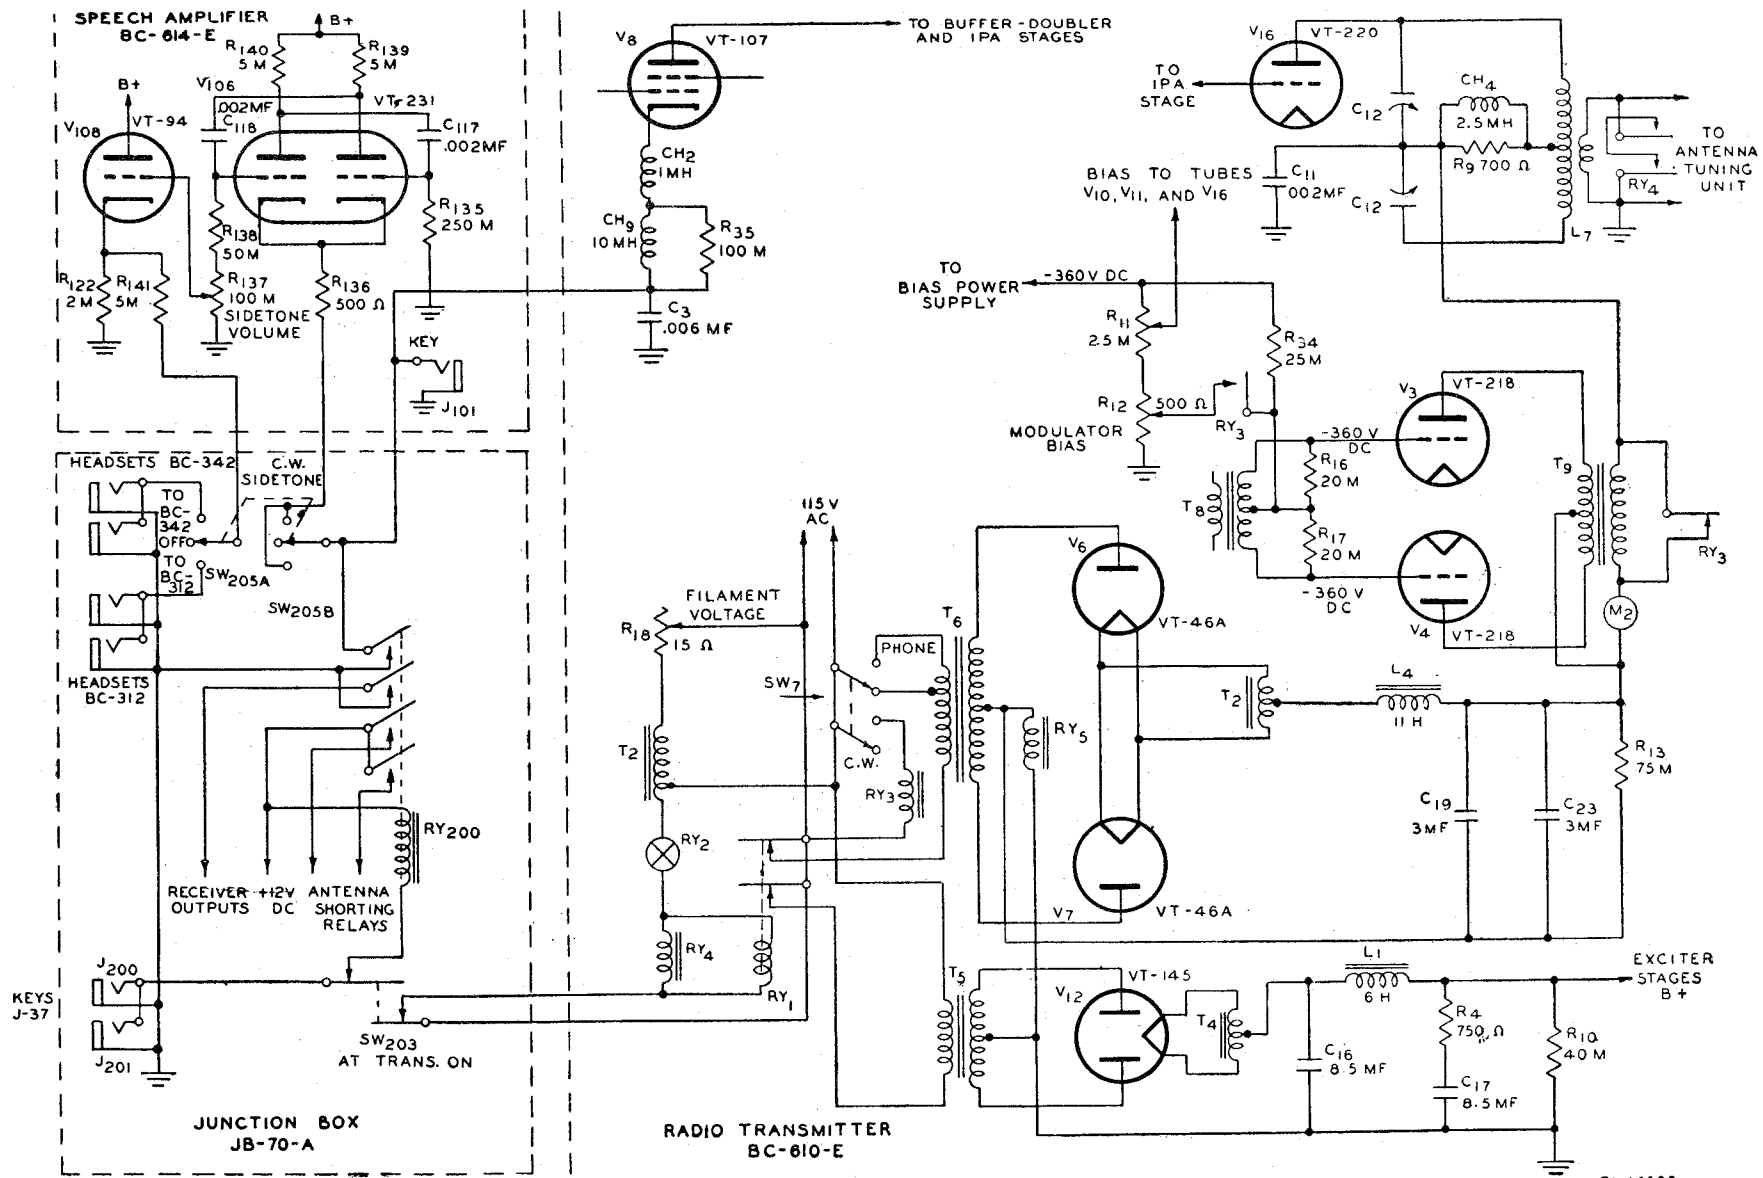 SPEECH AMPLIFIER
BC-614-E
B+
R140
5 M
R139
5 M
B+
V106
.002MF
C118
VT-231
V108
VT-94
C117
.002MF
R138
50 M
R135
250 M
R122
2 M
R141
5M
R137
100 M
SIDETONE
VOLUME
R136
500 Ω
KEY
J101
V8
VT-107
TO BUFFER-DOUBLER
AND IPA STAGES
CH2
1MH
CH9
10 MH
R35
100 M
C3
.006 MF
V16
VT-220
TO
IPA
STAGE
C12
CH4
2.5 MH
R9 700 Ω
C11
002MF
C12
L7
RY4
TO
ANTENNA
TUNING
UNIT
BIAS TO TUBES
V10, V11, AND V16
TO
BIAS POWER
SUPPLY
-360V DC
R11
2.5 M
R34
25 M
R12
500 Ω
RY3
MODULATOR
BIAS
-360 V
DC
V3
VT-218
R16
20 M
T8
R17
20 M
-360 V
DC
V4
VT-218
T9
RY3
M2
HEADSETS BC-342
C.W.
SIDETONE
TO
BC-
342
OFF
TO
BC-
312
SW205A
SW205B
HEADSETS
BC-312
RY200
RECEIVER
OUTPUTS
+12V
DC
ANTENNA
SHORTING
RELAYS
J200
KEYS
J-37
J201
SW203
AT TRANS. ON
JUNCTION BOX
JB-70-A
115 V
AC
FILAMENT
VOLTAGE
R18
15 Ω
T2
RY2
RY4
RY1
PHONE
SW7
C.W.
RY3
T6
RY5
V6
VT-46A
T2
V7
VT-46A
L4
11 H
C19
3MF
C23
3MF
R13
75 M
T5
V12
VT-145
T4
L1
6 H
EXCITER
STAGES
B+
R4
750 Ω
R10
40 M
C16
8.5 MF
C17
8.5 MF
RADIO TRANSMITTER
BC-610-E